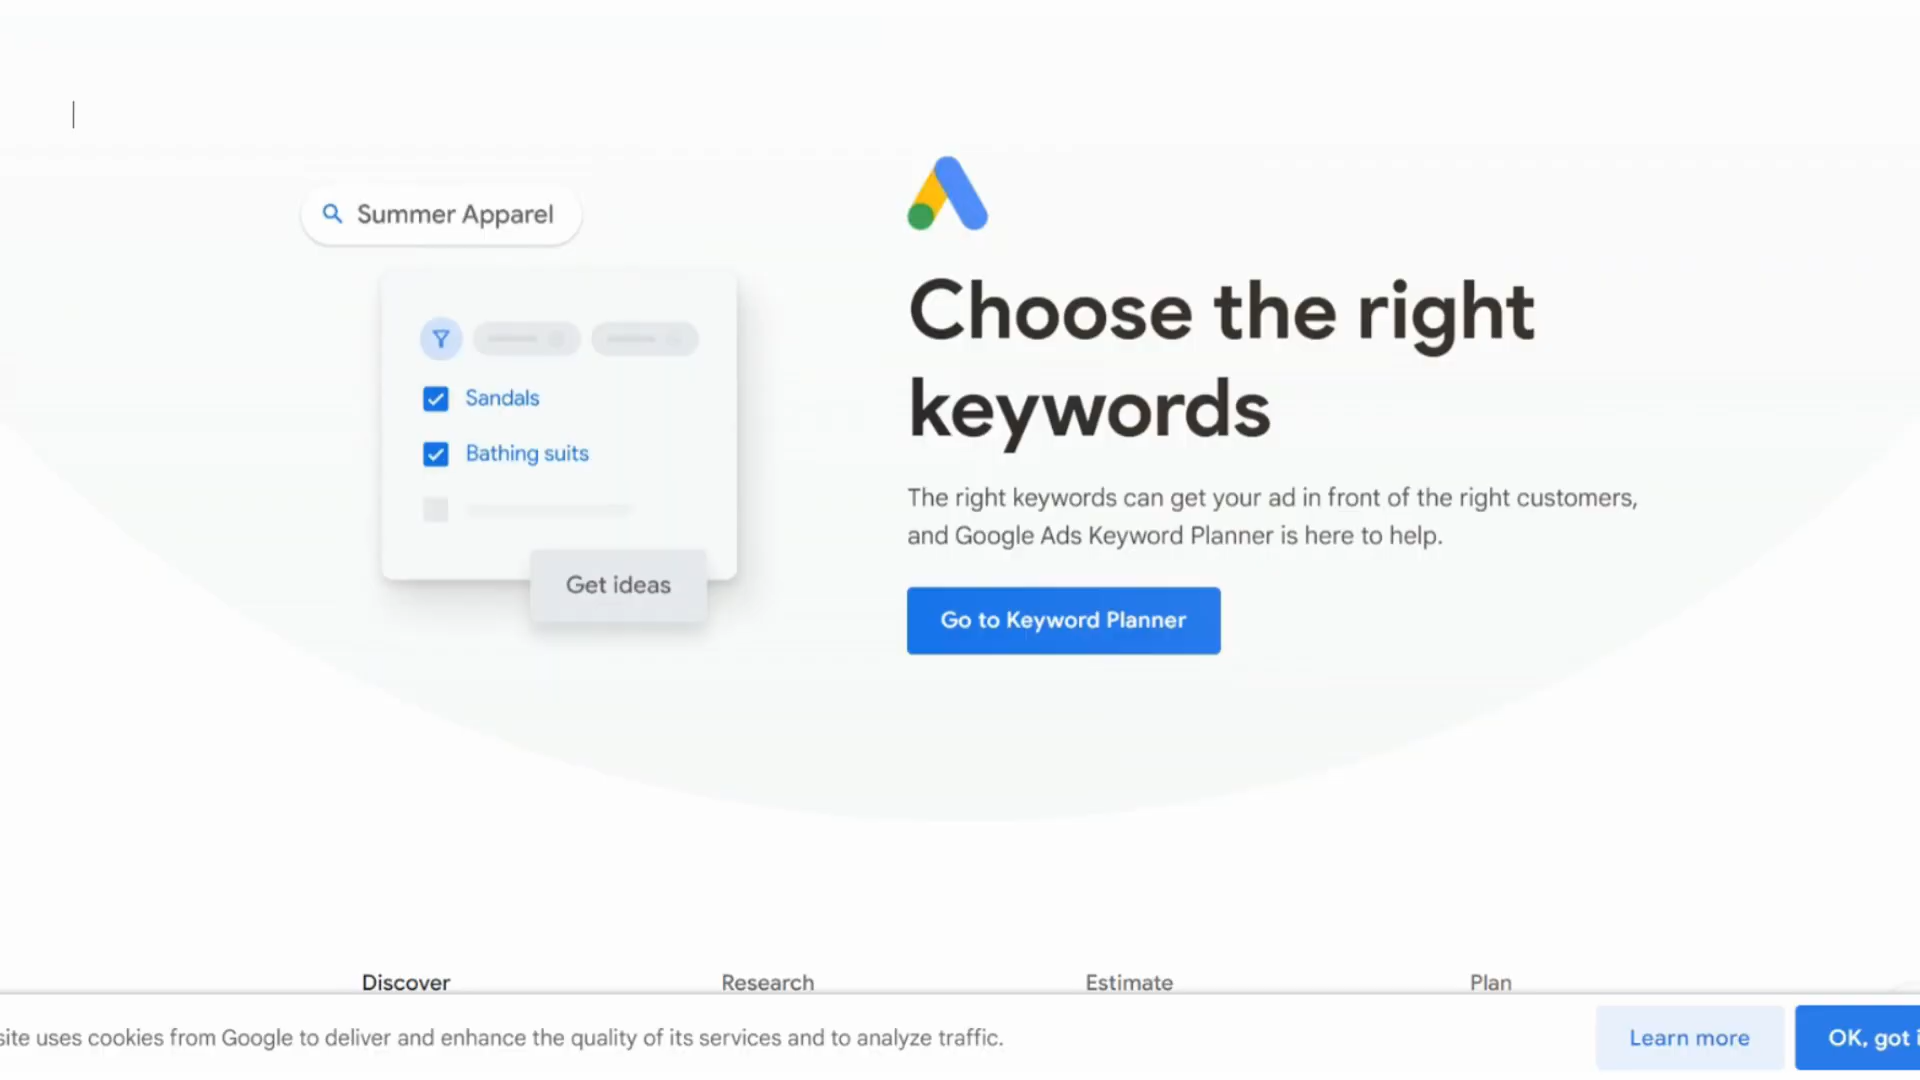 Summer Apparel
Sandals
Bathing suits
Get ideas
Choose the right
keywords
The right keywords can get your ad in front of the right customers,
and Google Ads Keyword Planner is here to help.
Go to Keyword Planner
Discover
Research
Estimate
Plan
site uses cookies from Google to deliver and enhance the quality of its services and to analyze traffic.
Learn more
OK, got i